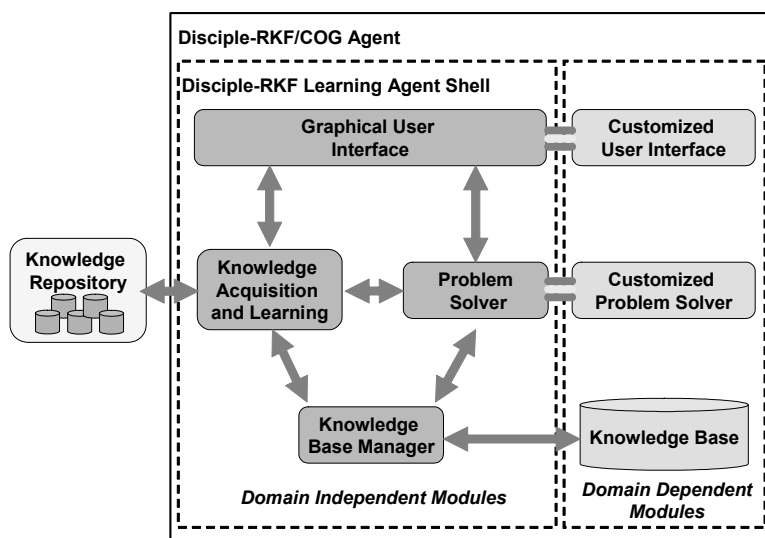 Disciple-RKF/COG Agent
Disciple-RKF Learning Agent Shell
Graphical User
Interface
Customized
User Interface
Knowledge
Repository
Knowledge
Acquisition
and Learning
Problem
Solver
Customized
Problem Solver
Knowledge
Base Manager
Knowledge Base
Domain Independent Modules
Domain Dependent
Modules